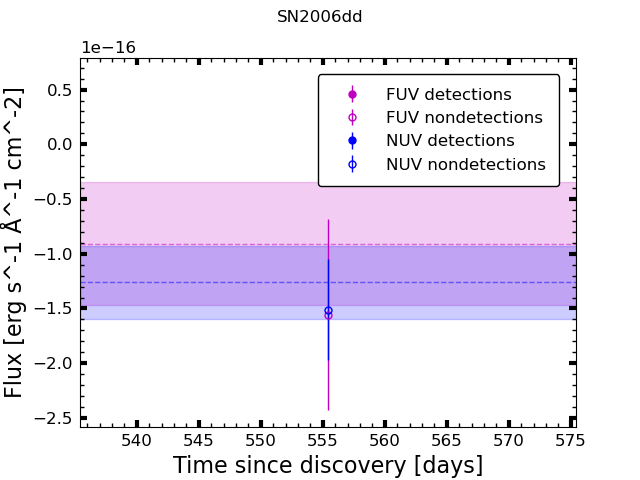 SN2006dd
1e−16
0.5
0.0
−0.5
−1.0
−1.5
−2.0
−2.5
Flux [erg s^-1 Å^-1 cm^-2]
FUV detections
FUV nondetections
NUV detections
NUV nondetections
540 545 550 555 560 565 570 575
Time since discovery [days]